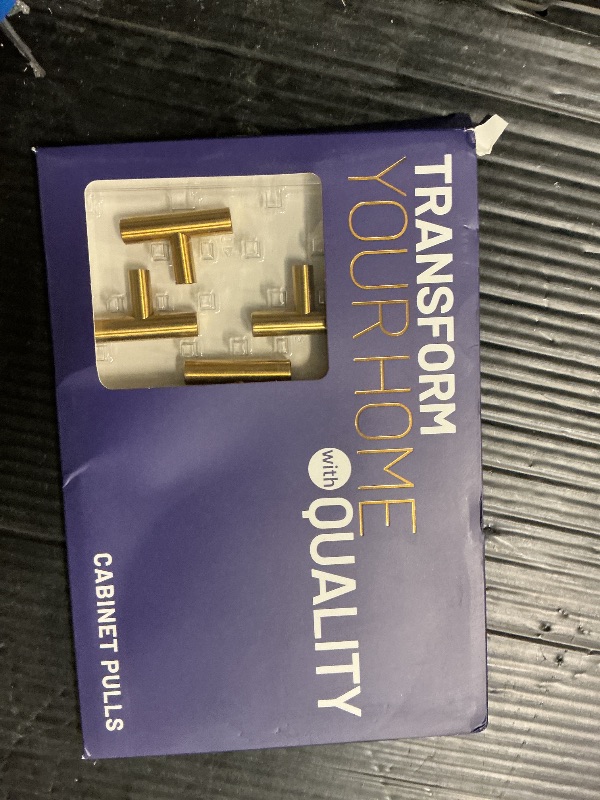 TRANSFORM
YOUR HOME
with QUALITY
CABINET PULLS